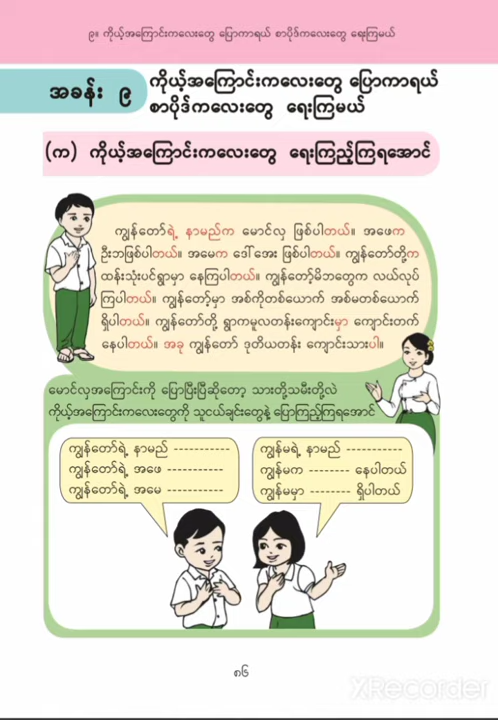 ၉။ ကိုယ့်အကြောင်းကလေးတွေ ပြောကာရယ် စာပိုဒ်ကလေးတွေ ရေးကြမယ်
အခန်း ၉
ကိုယ့်အကြောင်းကလေးတွေ ပြောကာရယ်
စာပိုဒ်ကလေးတွေ ရေးကြမယ်
(က) ကိုယ့်အကြောင်းကလေးတွေ ရေးကြည့်ကြရအောင်
ကျွန်တော်ရဲ့ နာမည်က မောင်လှ ဖြစ်ပါတယ်။ အဖေက
ဦးဘဖြစ်ပါတယ်။ အမေက ဒေါ်အေး ဖြစ်ပါတယ်။ ကျွန်တော်တို့က
ထန်းသုံးပင်ရွာမှာ နေကြပါတယ်။ ကျွန်တော့်မိဘတွေက လယ်လုပ်
ကြပါတယ်။ ကျွန်တော့်မှာ အစ်ကိုတစ်ယောက် အစ်မတစ်ယောက်
ရှိပါတယ်။ ကျွန်တော်တို့ ရွာကမူလတန်းကျောင်းမှာ ကျောင်းတက်
နေပါတယ်။ အခု ကျွန်တော် ဒုတိယတန်း ကျောင်းသားပါ။
မောင်လှအကြောင်းကို ပြောပြီးပြီဆိုတော့ သားတို့သမီးတို့လဲ
ကိုယ့်အကြောင်းကလေးတွေကို သူငယ်ချင်းတွေနဲ့ ပြောကြည့်ကြရအောင်
ကျွန်တော်ရဲ့ နာမည် -----------
ကျွန်တော်ရဲ့ အဖေ -----------
ကျွန်တော်ရဲ့ အမေ -----------
ကျွန်မရဲ့ နာမည် -----------
ကျွန်မက -------- နေပါတယ်
ကျွန်မမှာ -------- ရှိပါတယ်
၈၆
XRecorder